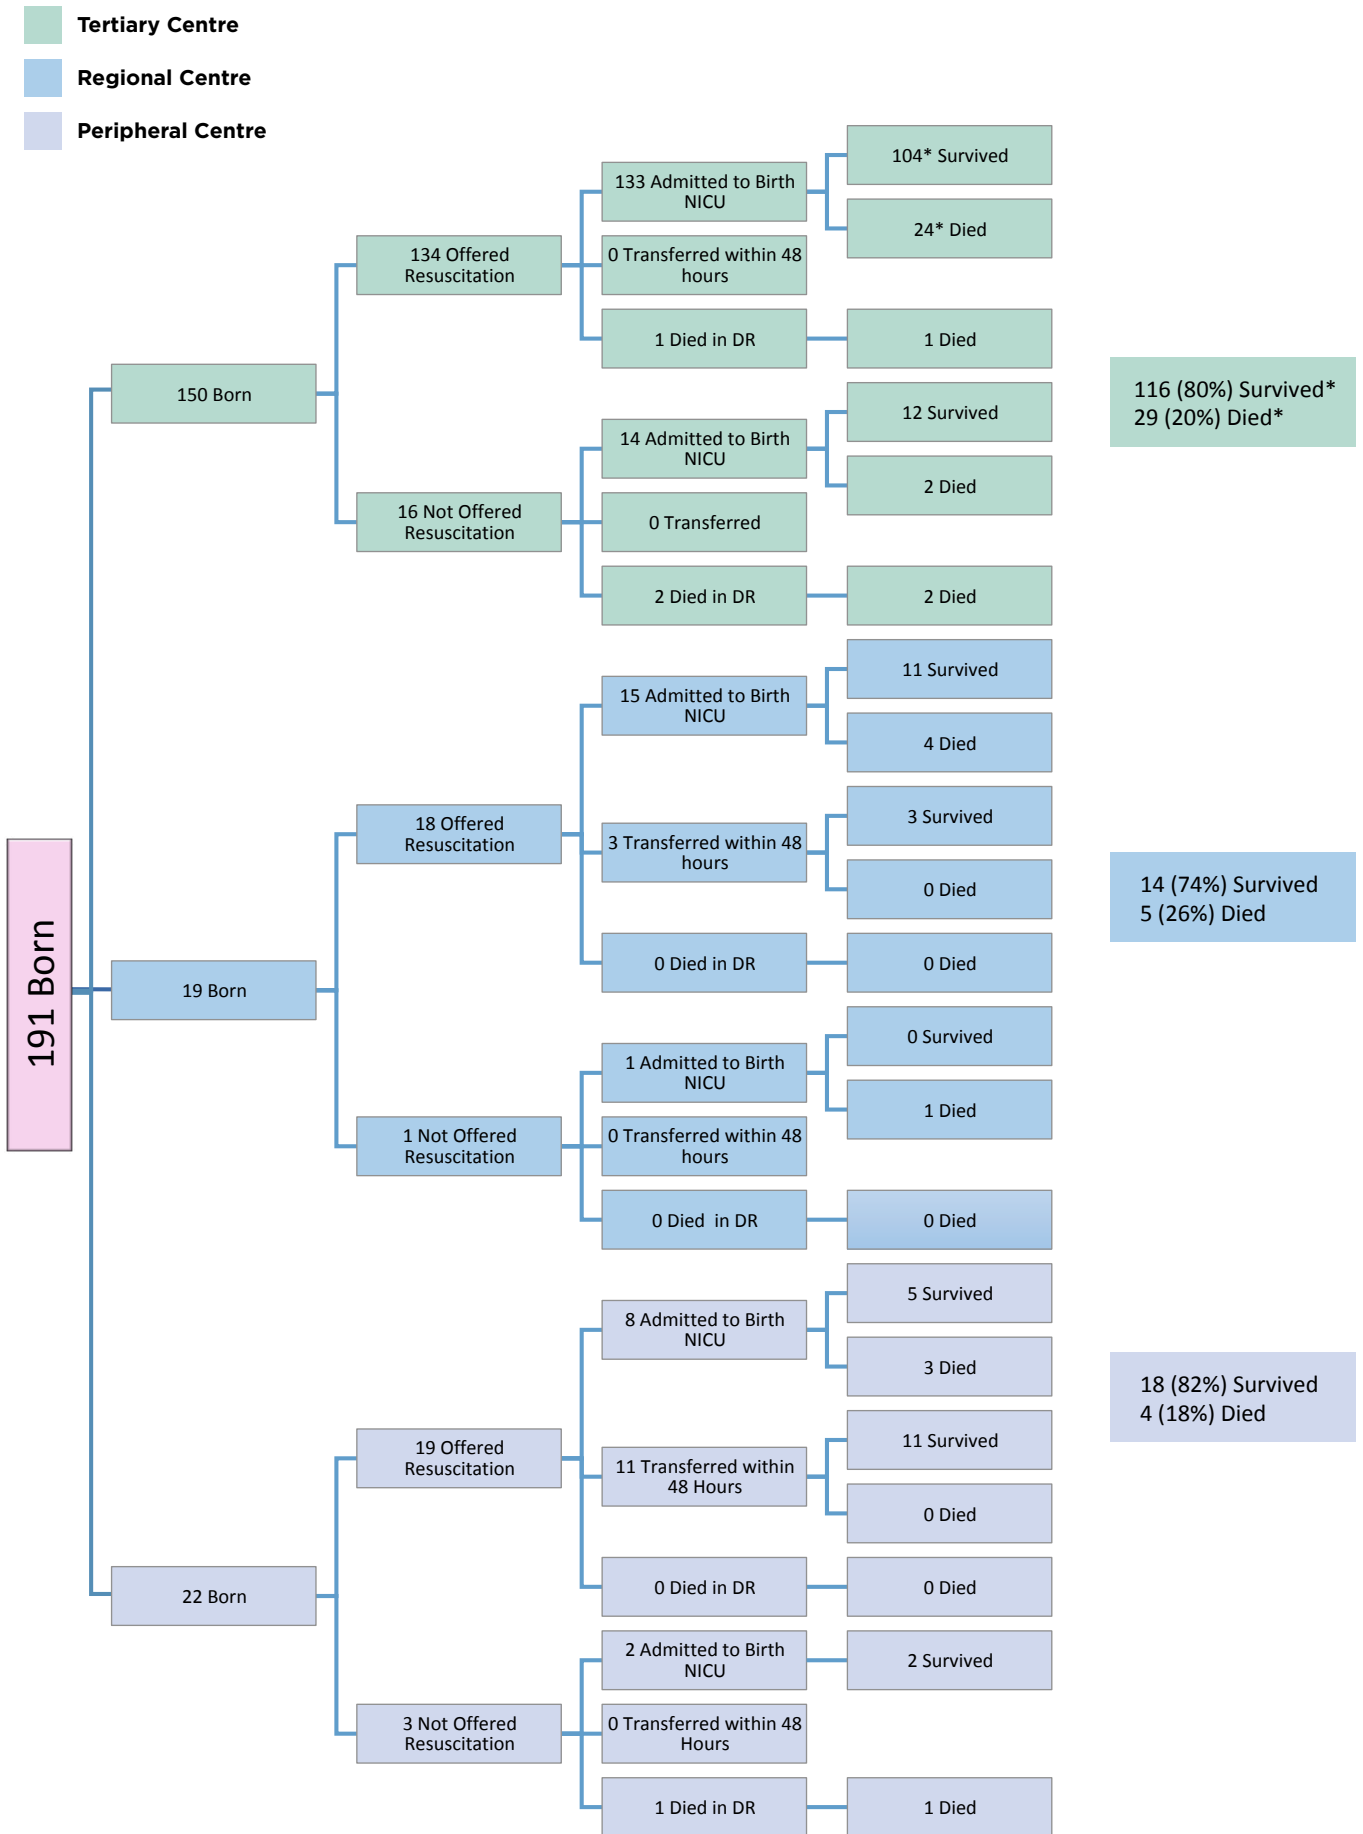 Tertiary Centre
Regional Centre
Peripheral Centre
191 Born
150 Born
134 Offered
Resuscitation
133 Admitted to Birth
NICU
104* Survived
24* Died
0 Transferred within 48
hours
1 Died in DR
1 Died
16 Not Offered
Resuscitation
14 Admitted to Birth
NICU
12 Survived
2 Died
0 Transferred
2 Died in DR
2 Died
116 (80%) Survived*
29 (20%) Died*
19 Born
18 Offered
Resuscitation
15 Admitted to Birth
NICU
11 Survived
4 Died
3 Transferred within 48
hours
3 Survived
0 Died
0 Died in DR
0 Died
1 Not Offered
Resuscitation
1 Admitted to Birth
NICU
0 Survived
1 Died
0 Transferred within 48
hours
0 Died  in DR
0 Died
14 (74%) Survived
5 (26%) Died
22 Born
19 Offered
Resuscitation
8 Admitted to Birth
NICU
5 Survived
3 Died
11 Transferred within
48 Hours
11 Survived
0 Died
0 Died in DR
0 Died
3 Not Offered
Resuscitation
2 Admitted to Birth
NICU
2 Survived
0 Transferred within 48
Hours
1 Died in DR
1 Died
18 (82%) Survived
4 (18%) Died